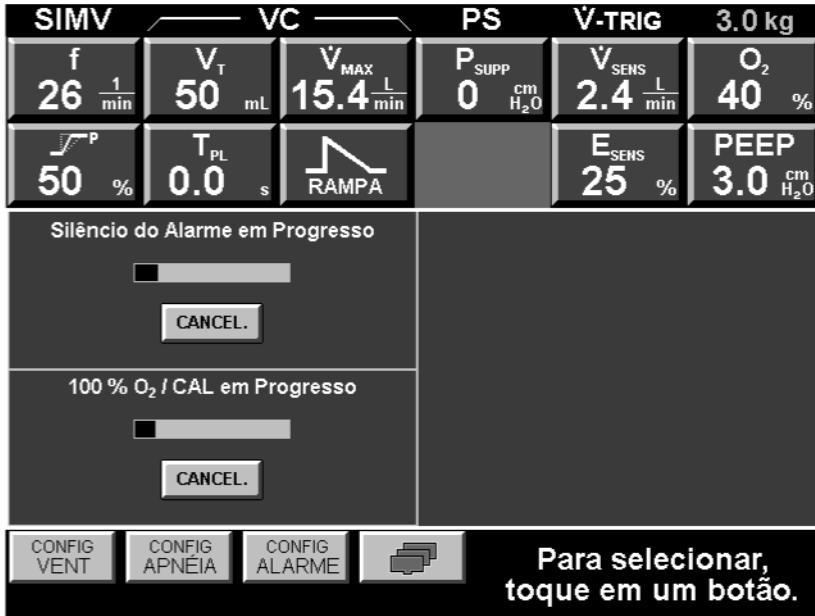 SIMV VC PS V̇-TRIG 3.0 kg
f V_T V̇_MAX P_SUPP V̇_SENS O₂
26 1/min 50 mL 15.4 L/min 0 cm H₂O 2.4 L/min 40 %
P T_PL E_SENS PEEP
50 % 0.0 s RAMPA 25 % 3.0 cm H₂O
Silêncio do Alarme em Progresso
CANCEL.
100 % O₂ / CAL em Progresso
CANCEL.
CONFIG VENT CONFIG APNÉIA CONFIG ALARME
Para selecionar,
toque em um botão.